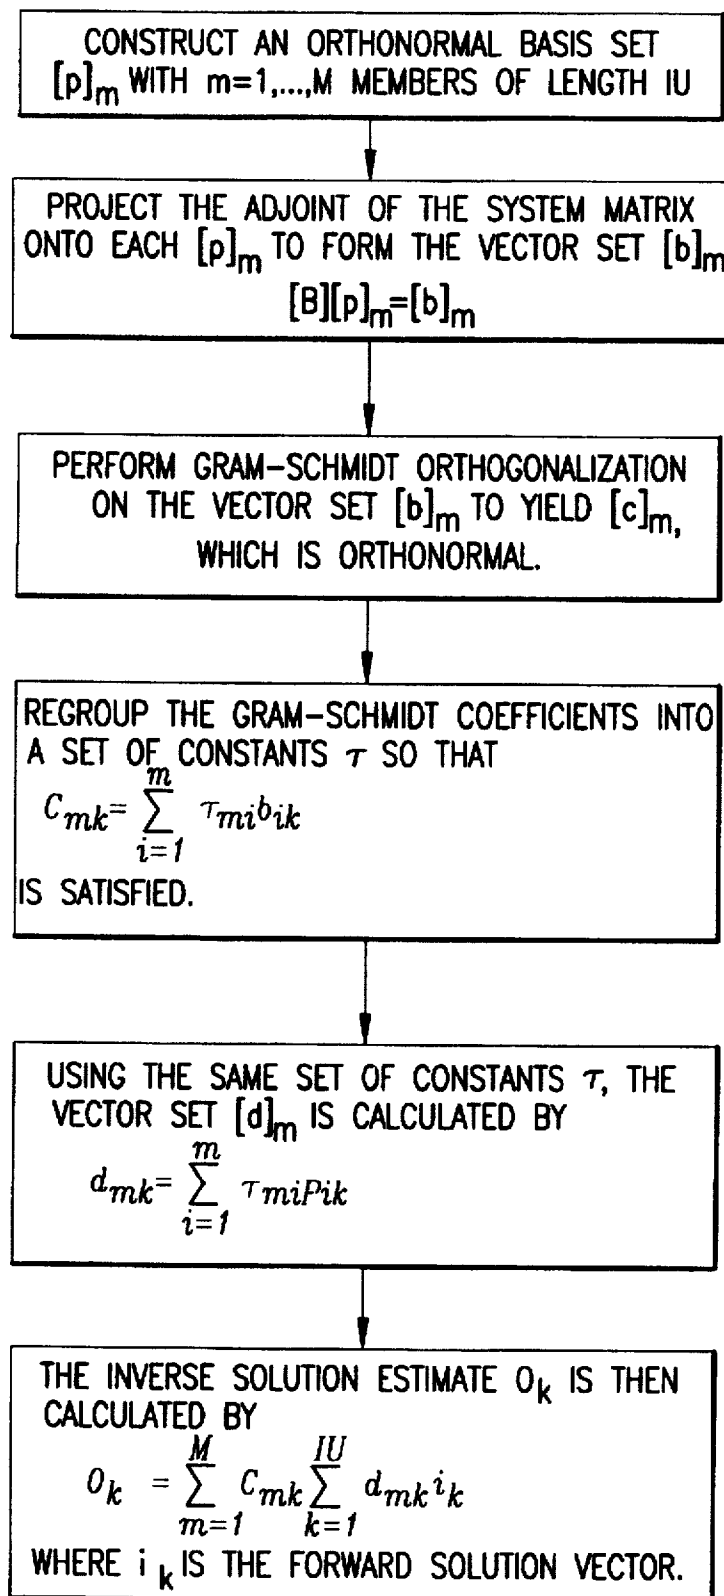 CONSTRUCT AN ORTHONORMAL BASIS SET
[p]m WITH m=1,...,M MEMBERS OF LENGTH IU
PROJECT THE ADJOINT OF THE SYSTEM MATRIX
ONTO EACH [p]m TO FORM THE VECTOR SET [b]m
[B][p]m=[b]m
PERFORM GRAM-SCHMIDT ORTHOGONALIZATION
ON THE VECTOR SET [b]m TO YIELD [c]m,
WHICH IS ORTHONORMAL.
REGROUP THE GRAM-SCHMIDT COEFFICIENTS INTO
A SET OF CONSTANTS τ SO THAT
m
Cmk= ∑ τmibik
i=1
IS SATISFIED.
USING THE SAME SET OF CONSTANTS τ, THE
VECTOR SET [d]m IS CALCULATED BY
m
dmk= ∑ τmiPik
i=1
THE INVERSE SOLUTION ESTIMATE Ok IS THEN
CALCULATED BY
M IU
Ok = ∑ Cmk ∑ dmk ik
m=1 k=1
WHERE ik IS THE FORWARD SOLUTION VECTOR.